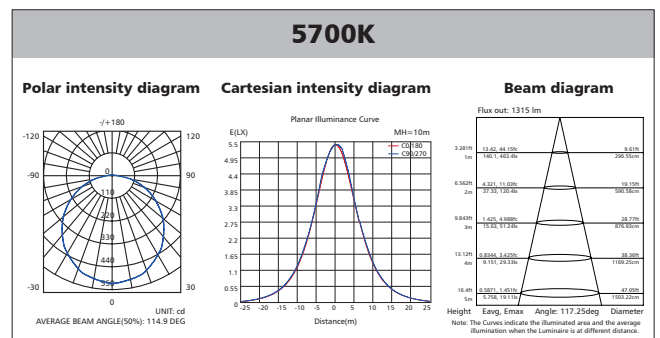 5700K
Polar intensity diagram
-/+180
-120
120
-90
90
-30
30
0
0
110
220
330
440
UNIT: cd
AVERAGE BEAM ANGLE(50%): 114.9 DEG
Cartesian intensity diagram
Planar Illuminance Curve
E(LX)
MH=10m
C0/180
C90/270
5.5
4.95
4.4
3.85
3.3
2.75
2.2
1.65
1.1
0.55
0
-25 -20 -15 -10 -5 0 5 10 15 20 25
Distance(m)
Beam diagram
Flux out: 1315 lm
3.281ft 13.42, 44.15fc 9.61ft
1m 140.1, 463.4lx 296.55cm
6.562ft 4.321, 11.03fc 19.15ft
2m 37.33, 120.4lx 590.58cm
9.843ft 1.425, 4.988fc 28.77ft
3m 15.63, 51.24lx 876.93cm
13.12ft 0.8344, 3.425fc 38.36ft
4m 9.151, 29.33lx 1169.25cm
16.4ft 0.5871, 1.451fc 47.05ft
5m 5.758, 19.11lx 1503.22cm
Height Eavg, Emax Angle: 117.25deg Diameter
Note: The Curves indicate the illuminated area and the average
illumination when the Luminaire is at different distance.